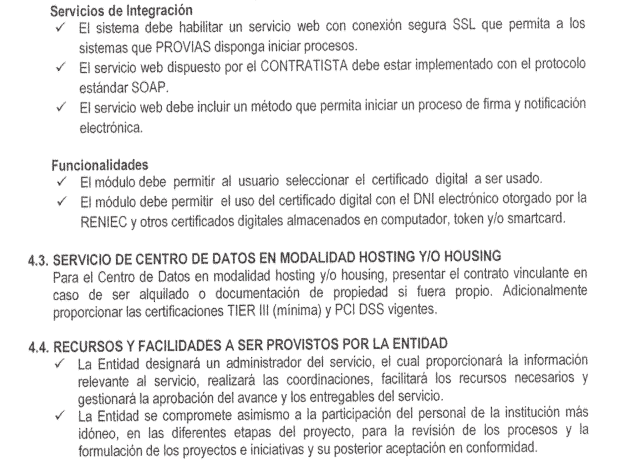 Servicios de Integración
✓ El sistema debe habilitar un servicio web con conexión segura SSL que permita a los
sistemas que PROVIAS disponga iniciar procesos.
✓ El servicio web dispuesto por el CONTRATISTA debe estar implementado con el protocolo
estándar SOAP.
✓ El servicio web debe incluir un método que permita iniciar un proceso de firma y notificación
electrónica.
Funcionalidades
✓ El módulo debe permitir al usuario seleccionar el certificado digital a ser usado.
✓ El módulo debe permitir el uso del certificado digital con el DNI electrónico otorgado por la
RENIEC y otros certificados digitales almacenados en computador, token y/o smartcard.
4.3. SERVICIO DE CENTRO DE DATOS EN MODALIDAD HOSTING Y/O HOUSING
Para el Centro de Datos en modalidad hosting y/o housing, presentar el contrato vinculante en
caso de ser alquilado o documentación de propiedad si fuera propio. Adicionalmente
proporcionar las certificaciones TIER III (mínima) y PCI DSS vigentes.
4.4. RECURSOS Y FACILIDADES A SER PROVISTOS POR LA ENTIDAD
✓ La Entidad designará un administrador del servicio, el cual proporcionará la información
relevante al servicio, realizará las coordinaciones, facilitará los recursos necesarios y
gestionará la aprobación del avance y los entregables del servicio.
✓ La Entidad se compromete asimismo a la participación del personal de la institución más
idóneo, en las diferentes etapas del proyecto, para la revisión de los procesos y la
formulación de los proyectos e iniciativas y su posterior aceptación en conformidad.